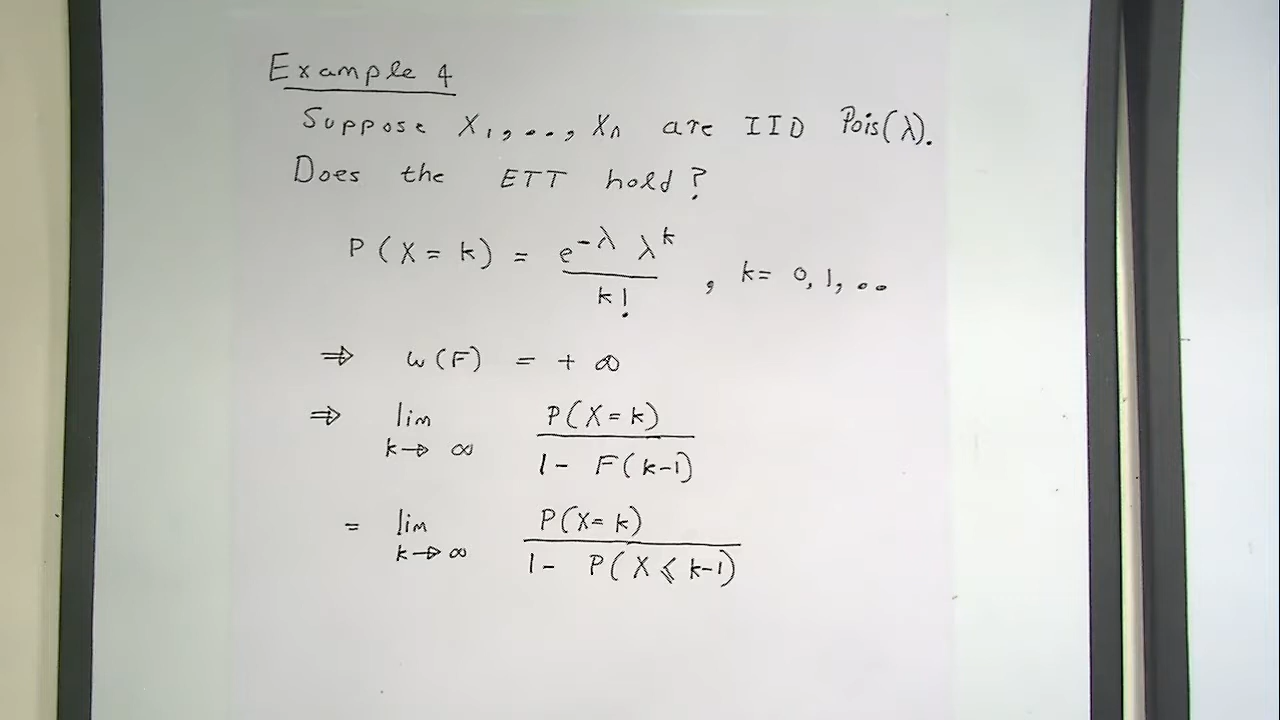 Example 4
Suppose X₁, ..., Xₙ are IID Pois(λ).
Does the ETT hold?
P(X = k) = e^{-λ} λ^k / k! , k = 0, 1, ..
⇒ w(F) = + ∞
⇒ lim_{k→∞} P(X = k) / (1 - F(k-1))
= lim_{k→∞} P(X = k) / (1 - P(X ⩽ k-1))